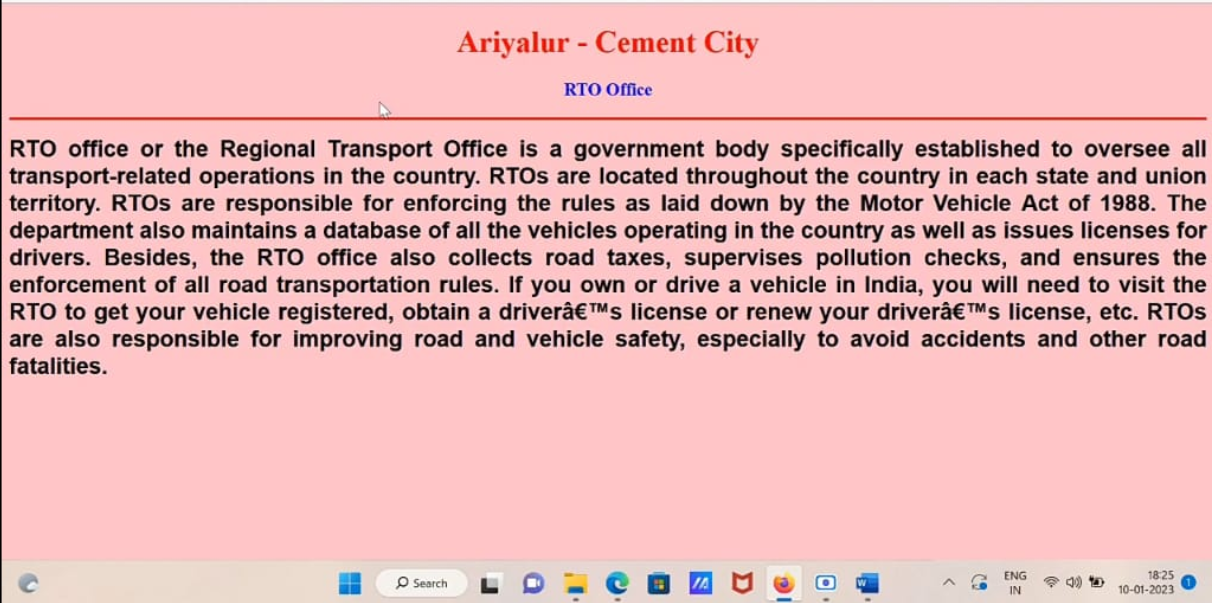 Ariyalur - Cement City
RTO Office
RTO office or the Regional Transport Office is a government body specifically established to oversee all
transport-related operations in the country. RTOs are located throughout the country in each state and union
territory. RTOs are responsible for enforcing the rules as laid down by the Motor Vehicle Act of 1988. The
department also maintains a database of all the vehicles operating in the country as well as issues licenses for
drivers. Besides, the RTO office also collects road taxes, supervises pollution checks, and ensures the
enforcement of all road transportation rules. If you own or drive a vehicle in India, you will need to visit the
RTO to get your vehicle registered, obtain a driverâ€™s license or renew your driverâ€™s license, etc. RTOs
are also responsible for improving road and vehicle safety, especially to avoid accidents and other road
fatalities.
Search
ENG
IN
18:25
10-01-2023
1